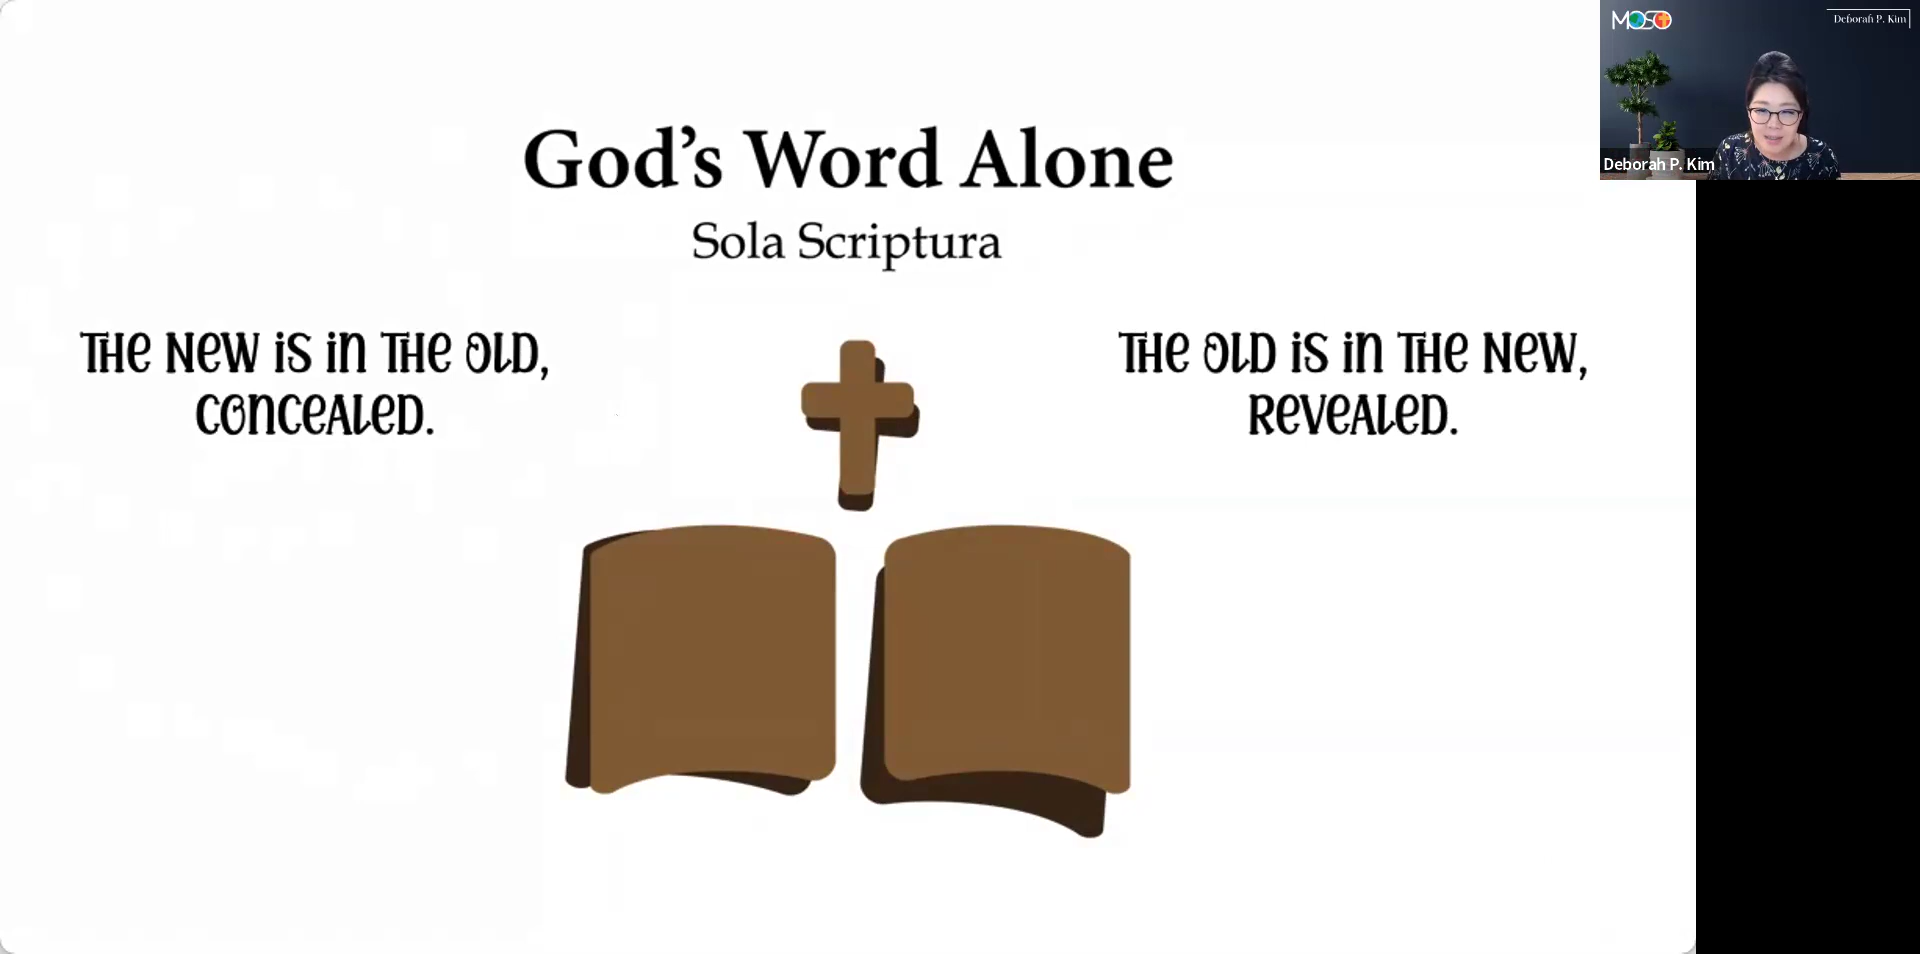 God's Word Alone
Sola Scriptura
THE NEW IS IN THE OLD,
CONCEALED.
THE OLD IS IN THE NEW,
REVEALED.
MOSO
Deborah P. Kim
Deborah P. Kim